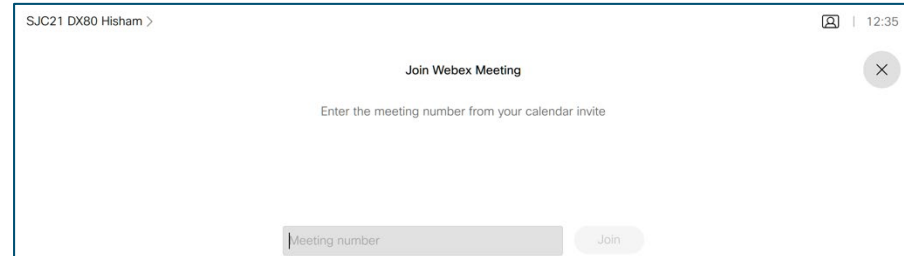 SJC21 DX80 Hisham >
12:35
Join Webex Meeting
Enter the meeting number from your calendar invite
Meeting number
Join